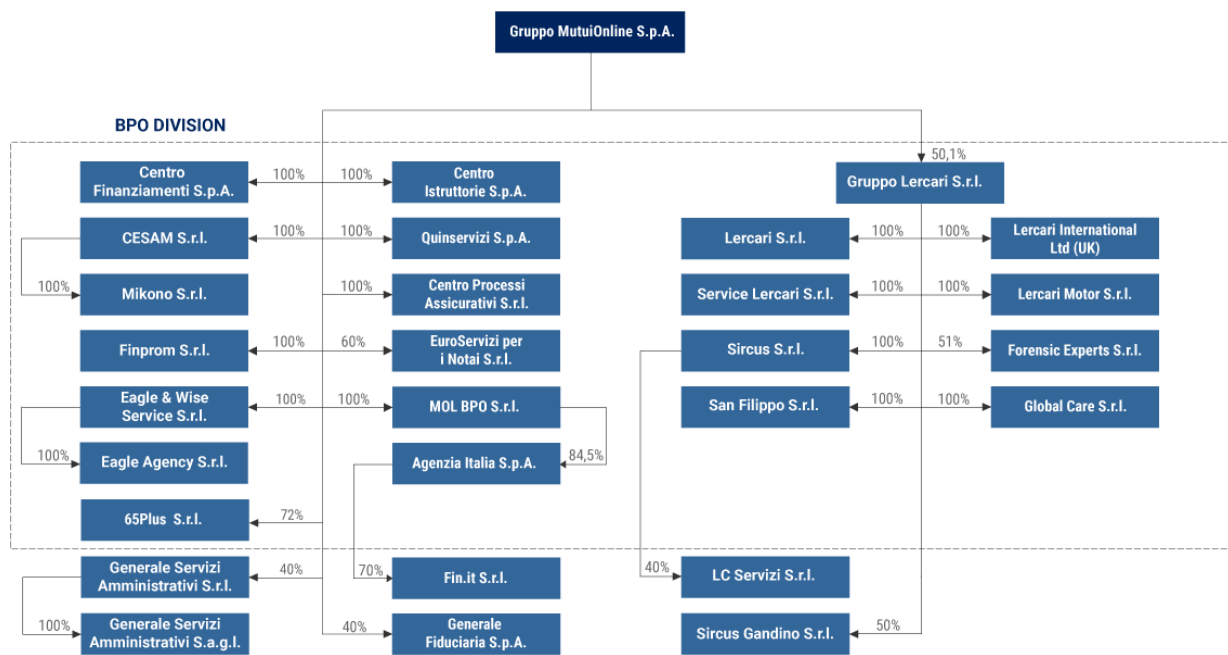 Gruppo MutuiOnline S.p.A.
BPO DIVISION
50,1%
Centro
Finanziamenti S.p.A.
100%
100%
Centro
Istruttorie S.p.A.
Gruppo Lercari S.r.l.
CESAM S.r.l.
100%
100%
Quinservizi S.p.A.
Lercari S.r.l.
100%
100%
Lercari International
Ltd (UK)
100%
Mikono S.r.l.
100%
Centro Processi
Assicurativi S.r.l.
Service Lercari S.r.l.
100%
100%
Lercari Motor S.r.l.
Finprom S.r.l.
100%
60%
EuroServizi per
i Notai S.r.l.
Sircus S.r.l.
100%
51%
Forensic Experts S.r.l.
Eagle & Wise
Service S.r.l.
100%
100%
MOL BPO S.r.l.
San Filippo S.r.l.
100%
100%
Global Care S.r.l.
100%
Eagle Agency S.r.l.
Agenzia Italia S.p.A.
84,5%
65Plus S.r.l.
72%
Generale Servizi
Amministrativi S.r.l.
40%
70%
Fin.it S.r.l.
40%
LC Servizi S.r.l.
100%
Generale Servizi
Amministrativi S.a.g.l.
40%
Generale
Fiduciaria S.p.A.
Sircus Gandino S.r.l.
50%